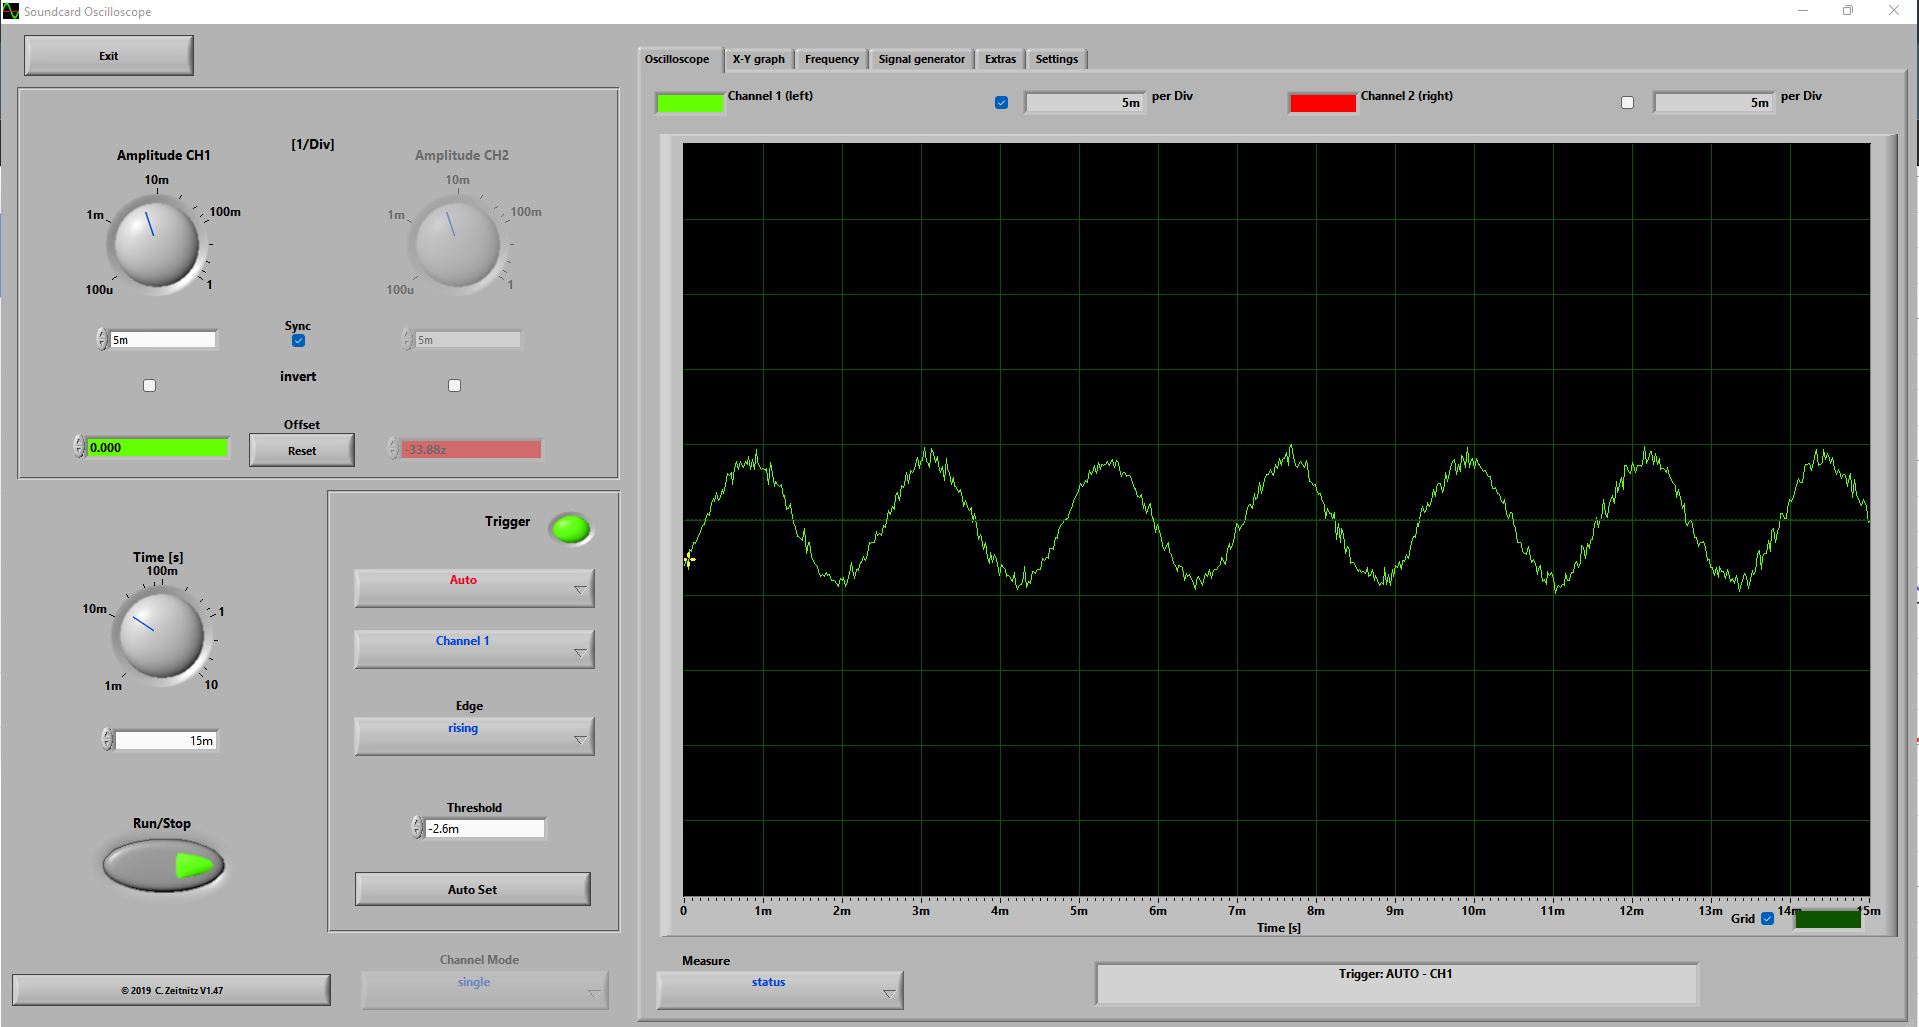 Soundcard Oscilloscope
Exit
[1/Div]
Amplitude CH1
10m
1m
100m
100u
1
Amplitude CH2
10m
1m
100m
100u
1
5m
Sync
5m
invert
Offset
0.000
Reset
-33.88z
Time [s]
100m
10m
1
1m
10
15m
Run/Stop
Trigger
Auto
Channel 1
Edge
rising
Threshold
-2.6m
Auto Set
Channel Mode
single
© 2019 C. Zeitnitz V1.47
Oscilloscope X-Y graph Frequency Signal generator Extras Settings
Channel 1 (left) 5m per Div Channel 2 (right) 5m per Div
0 1m 2m 3m 4m 5m 6m 7m 8m 9m 10m 11m 12m 13m 14m 15m
Time [s]
Grid
Measure
status
Trigger: AUTO - CH1